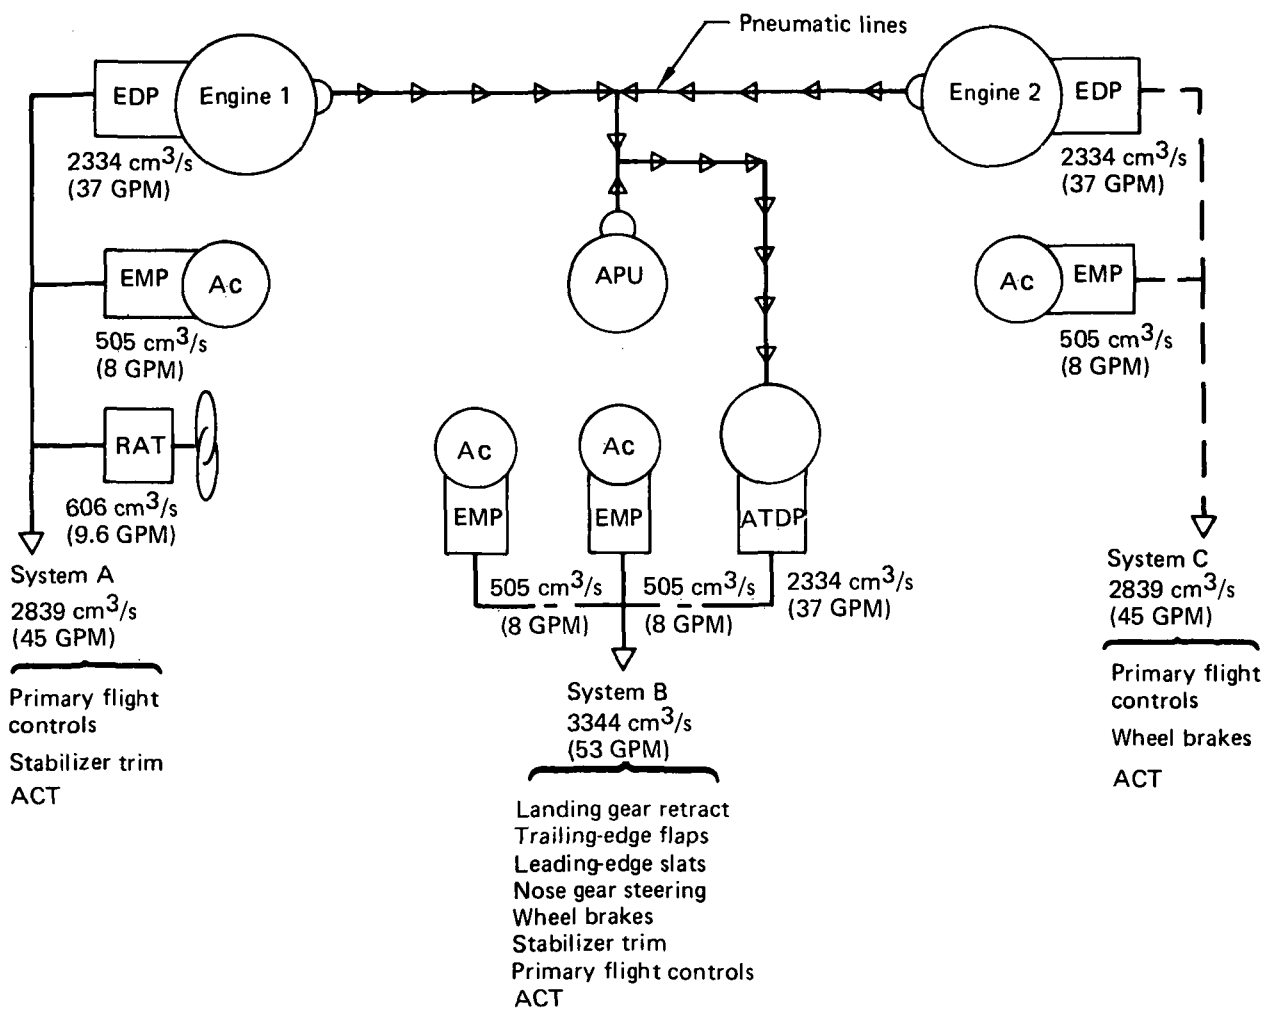 Pneumatic lines
EDP
Engine 1
2334 cm3/s
(37 GPM)
Engine 2
EDP
2334 cm3/s
(37 GPM)
EMP
Ac
505 cm3/s
(8 GPM)
APU
Ac
EMP
505 cm3/s
(8 GPM)
RAT
606 cm3/s
(9.6 GPM)
Ac
EMP
505 cm3/s
(8 GPM)
Ac
EMP
505 cm3/s
(8 GPM)
ATDP
2334 cm3/s
(37 GPM)
System A
2839 cm3/s
(45 GPM)
Primary flight
controls
Stabilizer trim
ACT
System B
3344 cm3/s
(53 GPM)
Landing gear retract
Trailing-edge flaps
Leading-edge slats
Nose gear steering
Wheel brakes
Stabilizer trim
Primary flight controls
ACT
System C
2839 cm3/s
(45 GPM)
Primary flight
controls
Wheel brakes
ACT